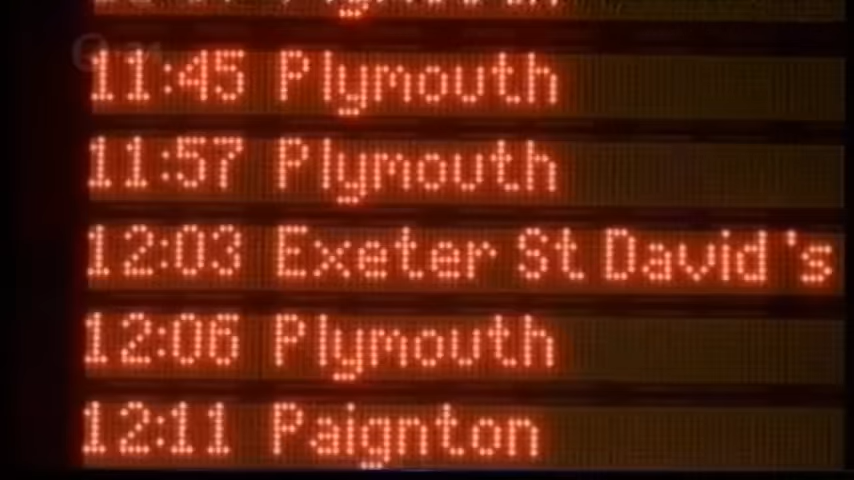 11:45 Plymouth
11:57 Plymouth
12:03 Exeter St David's
12:06 Plymouth
12:11 Paignton